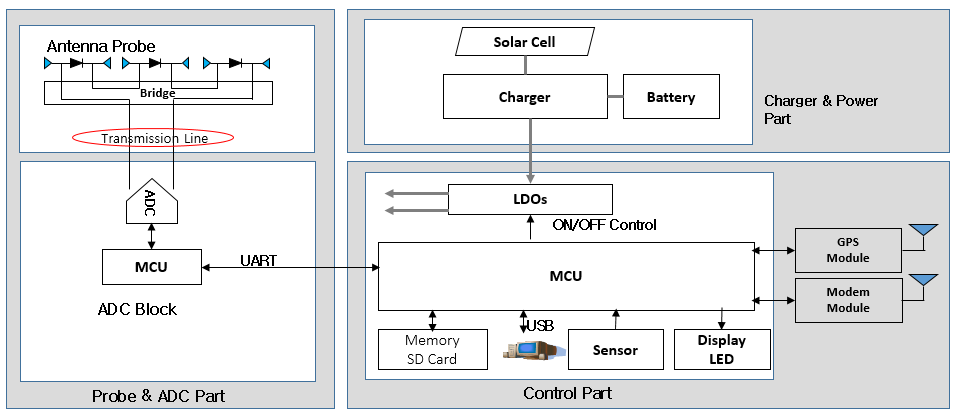 Antenna Probe
Bridge
Transmission Line
ADC
MCU
ADC Block
Probe & ADC Part
UART
Solar Cell
Charger
Battery
Charger & Power
Part
LDOs
ON/OFF Control
MCU
GPS
Module
Modem
Module
USB
Memory
SD Card
Sensor
Display
LED
Control Part